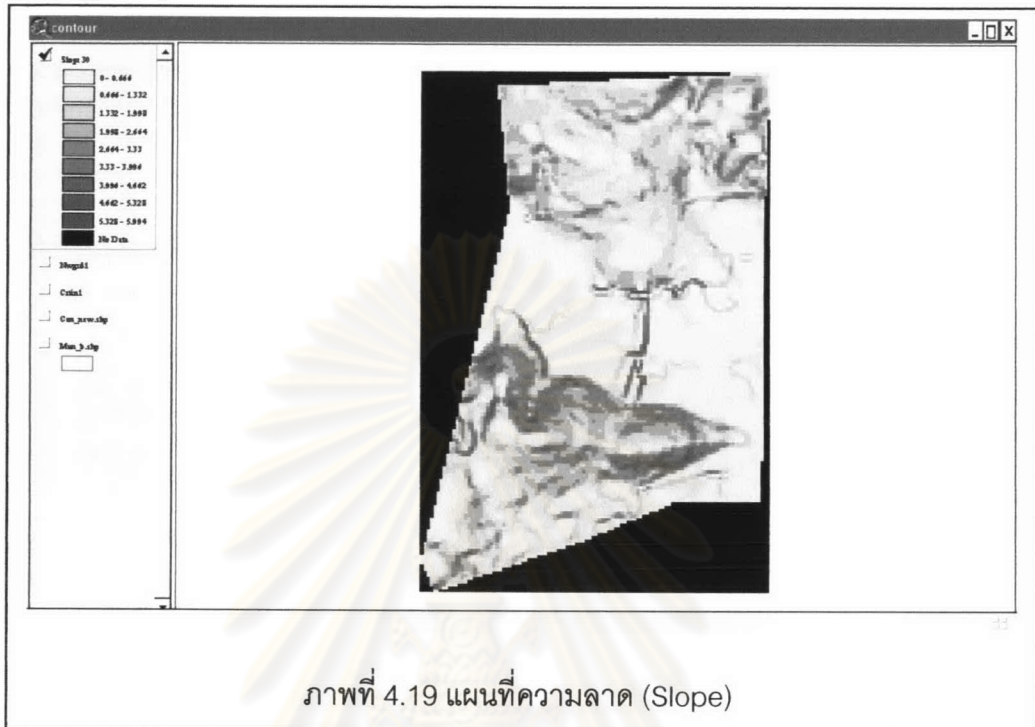 contour
Slope 30
0 - 0.666
0.666 - 1.332
1.332 - 1.998
1.998 - 2.664
2.664 - 3.33
3.33 - 3.996
3.996 - 4.662
4.662 - 5.328
5.328 - 5.994
No Data
ภาพที่ 4.19 แผนที่ความลาด (Slope)